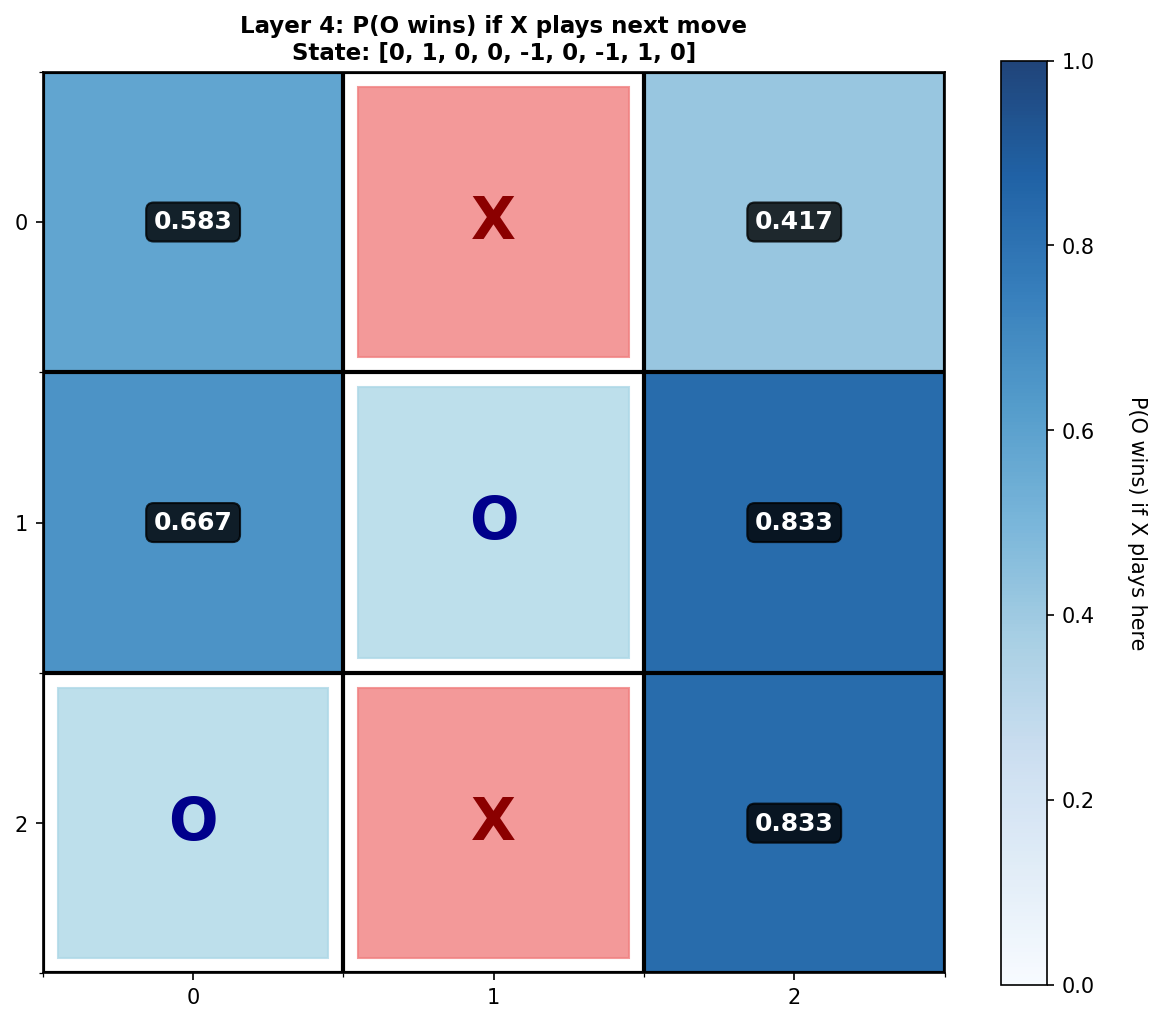 Layer 4: P(O wins) if X plays next move
State: [0, 1, 0, 0, -1, 0, -1, 1, 0]
0
0.583
X
0.417
1
0.667
O
0.833
2
O
X
0.833
0
1
2
1.0
0.8
0.6
0.4
0.2
0.0
P(O wins) if X plays here